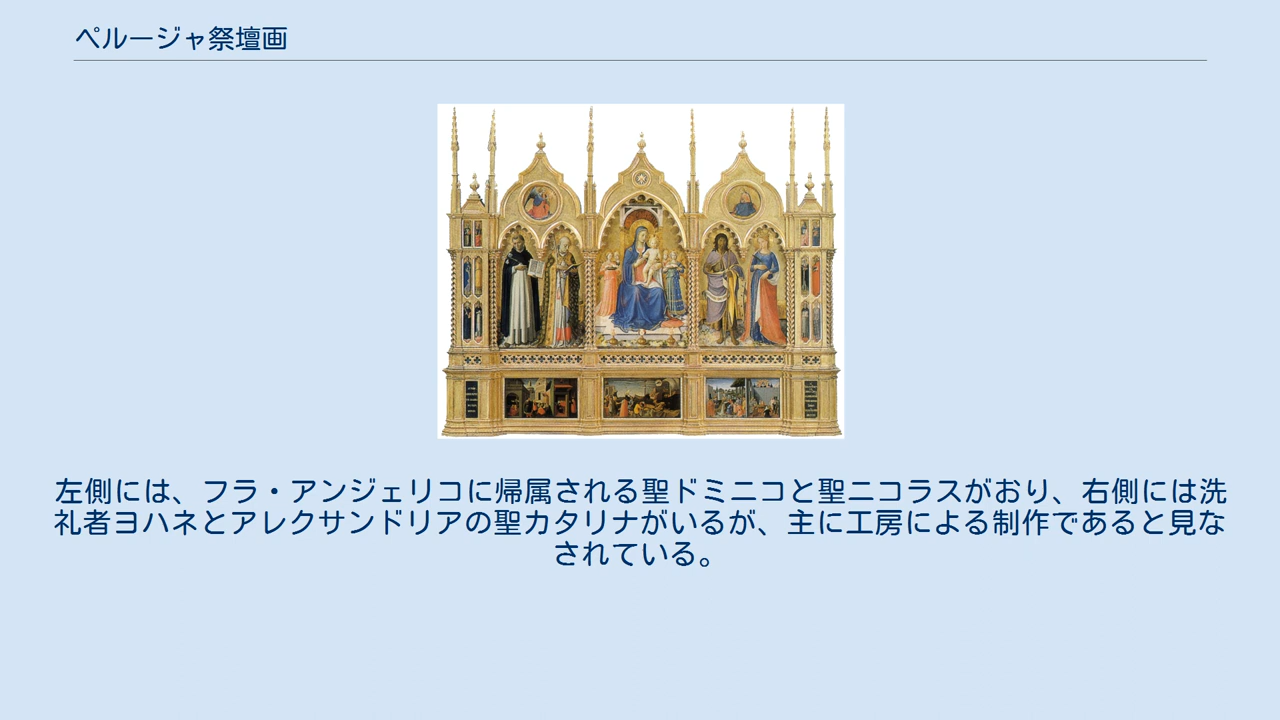 ペルージャ祭壇画
左側には、フラ・アンジェリコに帰属される聖ドミニコと聖ニコラスがおり、右側には洗
礼者ヨハネとアレクサンドリアの聖カタリナがいるが、主に工房による制作であると見な
されている。